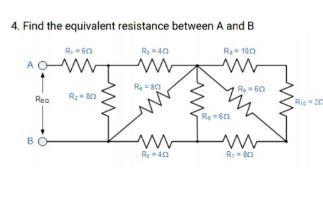 4. Find the equivalent resistance between A and B
R₁ = 6Ω R₃ = 4Ω R₈ = 10Ω
A
R₄ = 8Ω R₉ = 6Ω
Req R₂ = 8Ω
R₁₀ = 2Ω
R₅ = 6Ω
B
R₆ = 4Ω R₇ = 8Ω